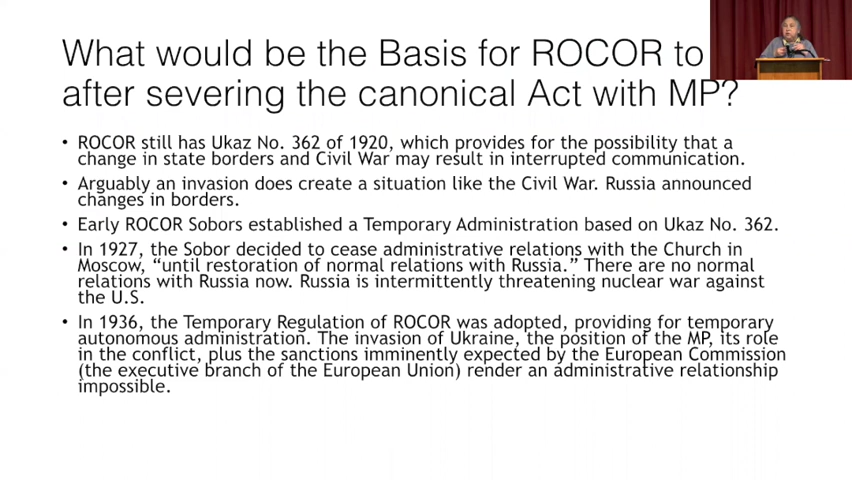 What would be the Basis for ROCOR to
after severing the canonical Act with MP?
• ROCOR still has Ukaz No. 362 of 1920, which provides for the possibility that a
change in state borders and Civil War may result in interrupted communication.
• Arguably an invasion does create a situation like the Civil War. Russia announced
changes in borders.
• Early ROCOR Sobors established a Temporary Administration based on Ukaz No. 362.
• In 1927, the Sobor decided to cease administrative relations with the Church in
Moscow, “until restoration of normal relations with Russia.” There are no normal
relations with Russia now. Russia is intermittently threatening nuclear war against
the U.S.
• In 1936, the Temporary Regulation of ROCOR was adopted, providing for temporary
autonomous administration. The invasion of Ukraine, the position of the MP, its role
in the conflict, plus the sanctions imminently expected by the European Commission
(the executive branch of the European Union) render an administrative relationship
impossible.